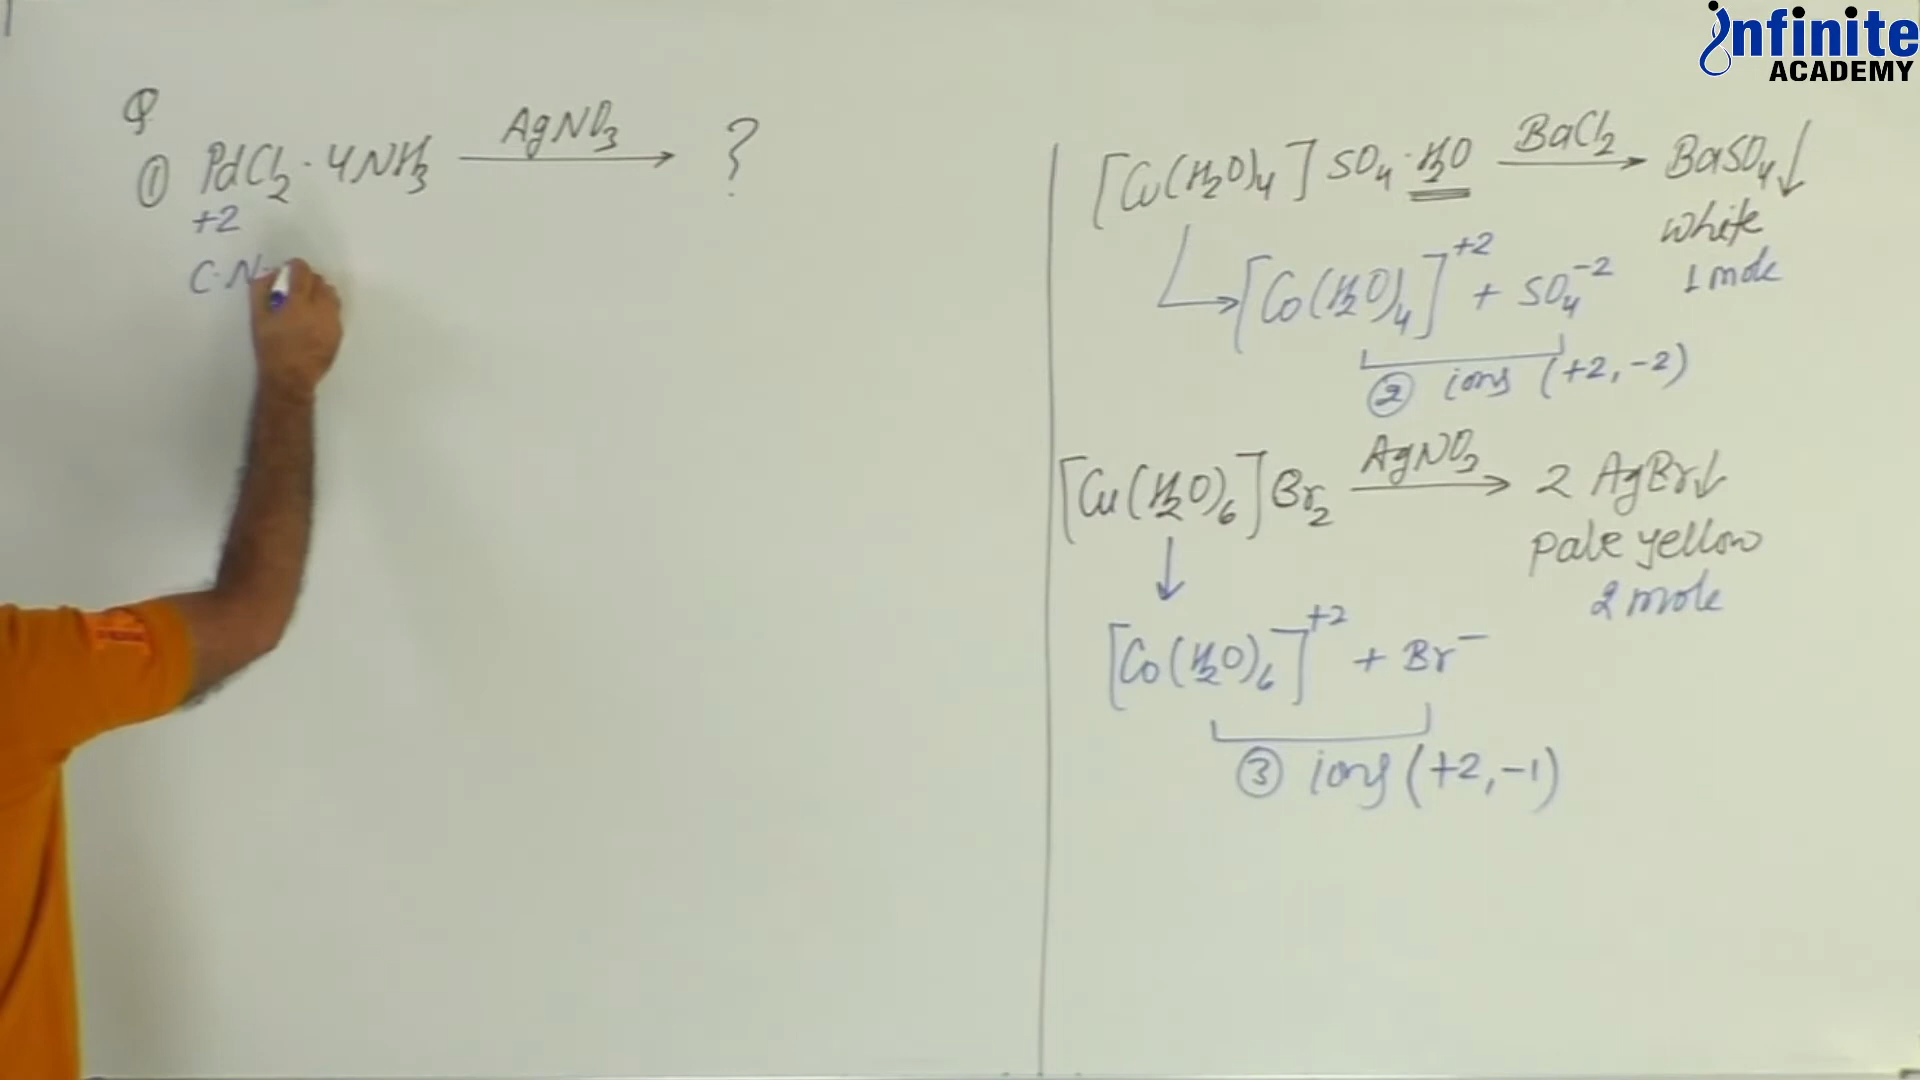 Infinite
ACADEMY
Q
① PdCl₂·4NH₃ AgNO₃ → ?
+2
C·N
[Cu(H₂O)₄]SO₄·H₂O BaCl₂ → BaSO₄↓
white
1 mole
↳ [Co(H₂O)₄]⁺² + SO₄⁻²
② ions (+2, -2)
[Cu(H₂O)₆]Br₂ AgNO₃ → 2 AgBr↓
pale yellow
2 mole
↓
[Co(H₂O)₆]⁺² + Br⁻
③ ions (+2, -1)